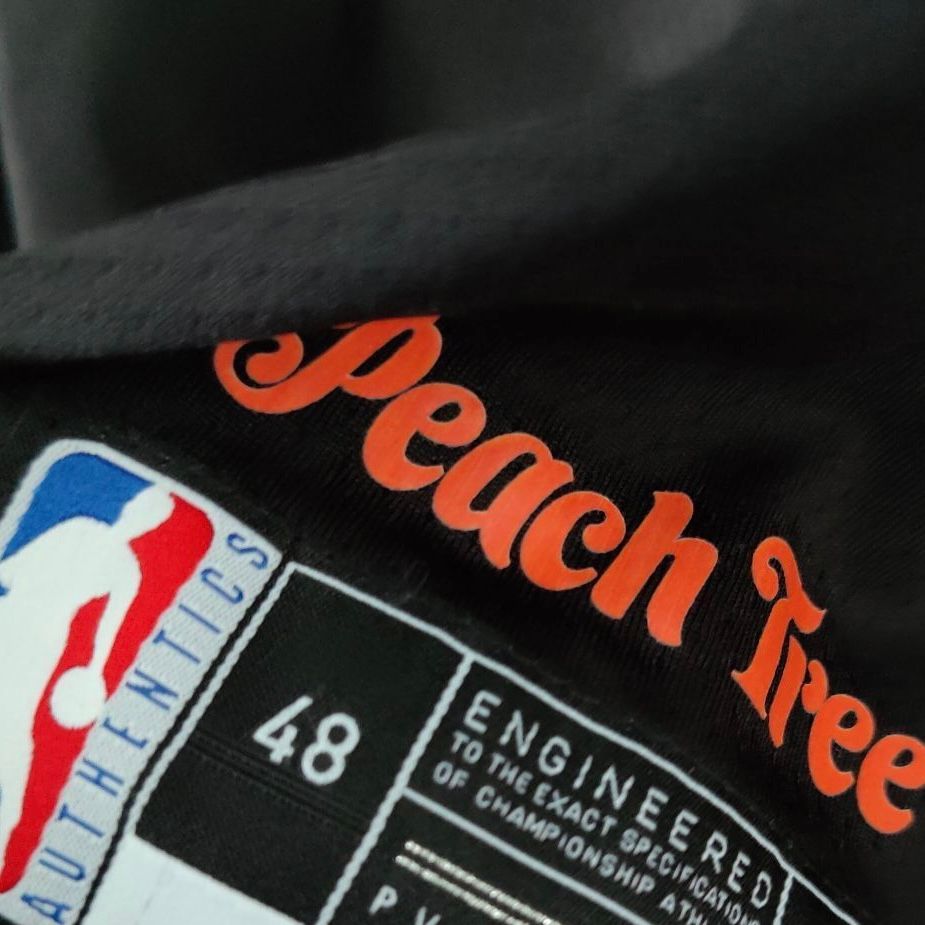 Peach Tree
AUTHENTICS
48
ENGINEERED
TO THE EXACT SPECIFICATIONS
OF CHAMPIONSHIP
P V